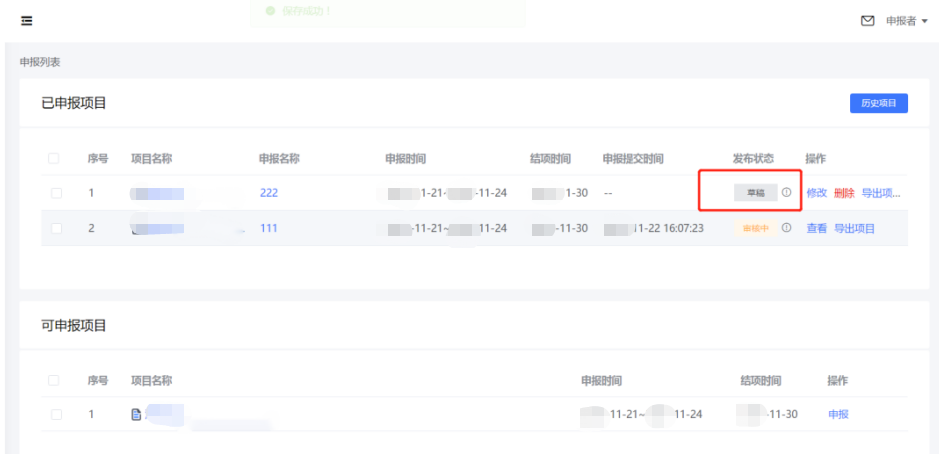 保存成功！
申报者
申报列表
已申报项目
历史项目
序号 项目名称 申报名称 申报时间 结项时间 申报提交时间 发布状态 操作
1 222 1-21- -11-24 1-30 -- 草稿 修改 删除 导出项...
2 111 -11-21~ 11-24 -11-30 11-22 16:07:23 审核中 查看 导出项目
可申报项目
序号 项目名称 申报时间 结项时间 操作
1 11-21~ 11-24 -11-30 申报